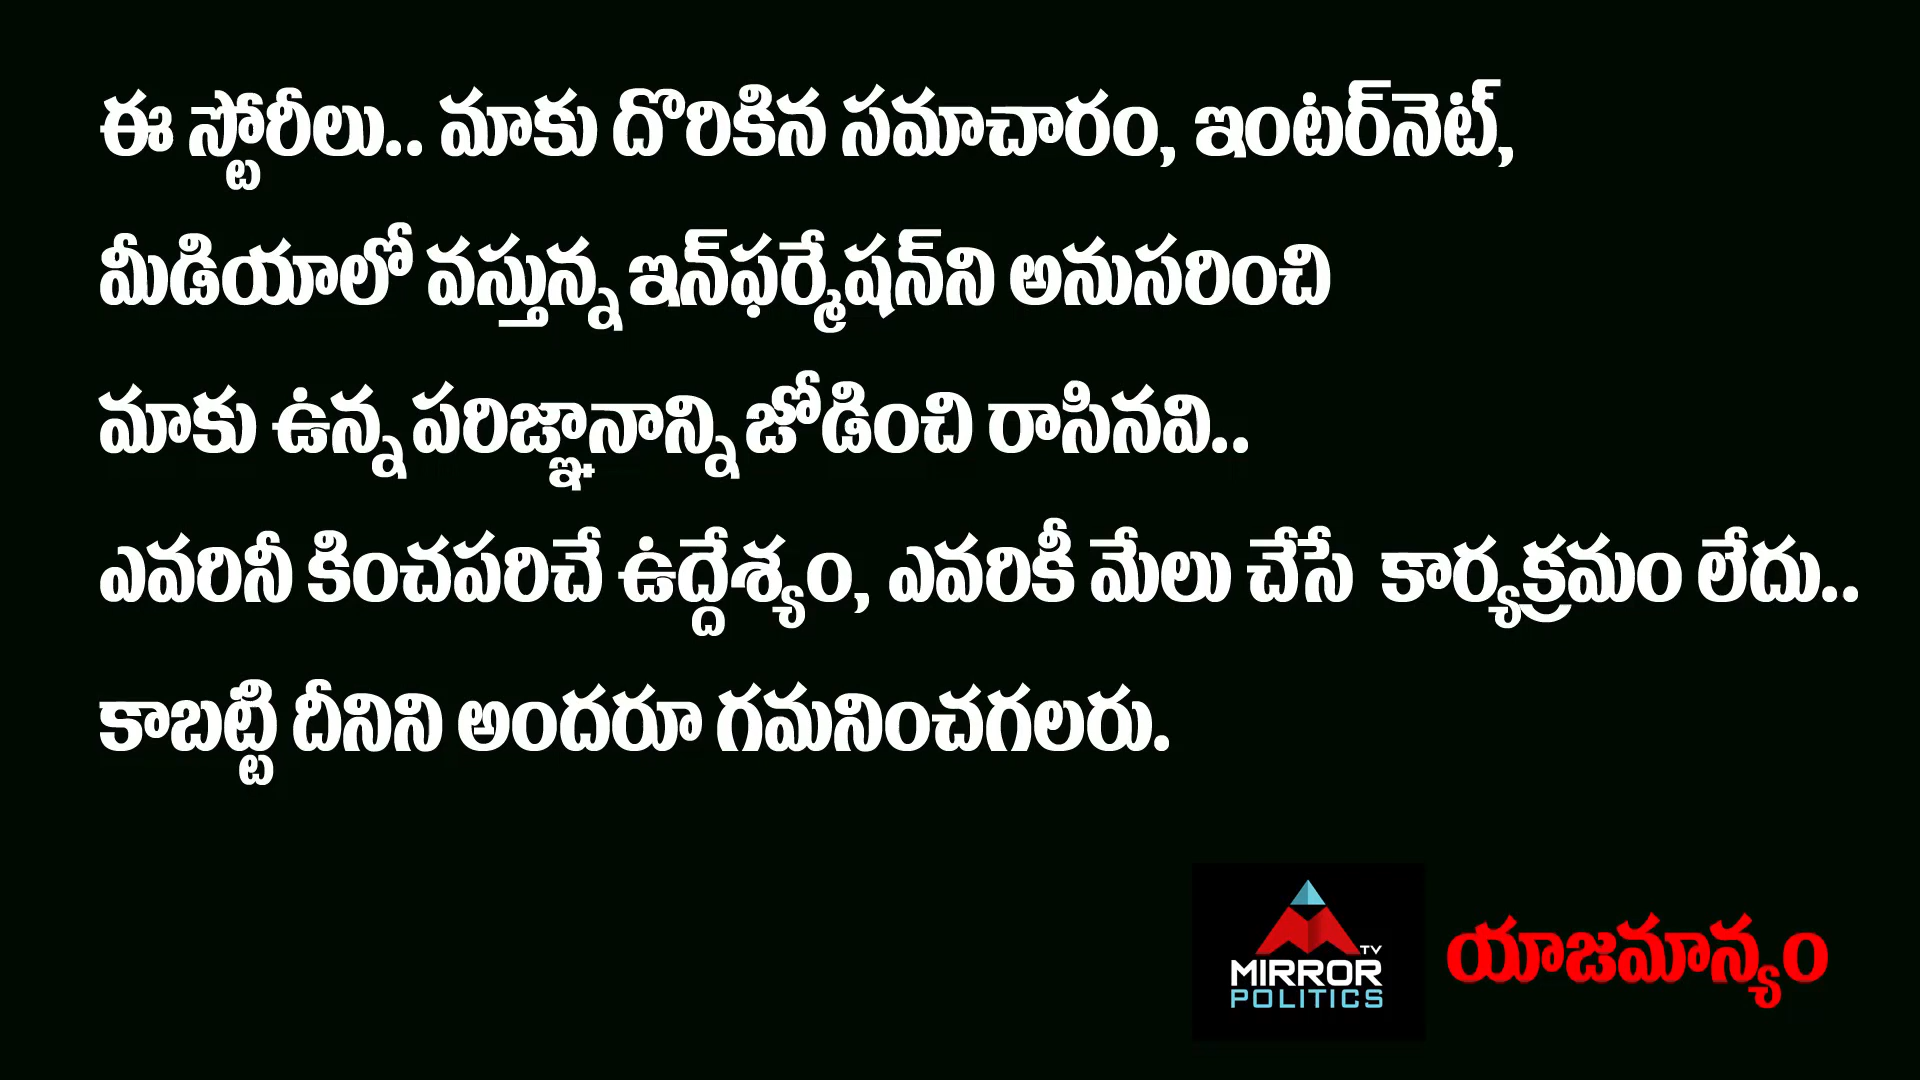 ఈ స్టోరీలు.. మాకు దొరికిన సమాచారం, ఇంటర్‌నెట్,
మీడియాలో వస్తున్న ఇన్‌ఫర్మేషన్‌ని అనుసరించి
మాకు ఉన్న పరిజ్ఞానాన్ని జోడించి రాసినవి..
ఎవరినీ కించపరిచే ఉద్దేశ్యం, ఎవరికీ మేలు చేసే కార్యక్రమం లేదు..
కాబట్టి దీనిని అందరూ గమనించగలరు.
TV
MIRROR
POLITICS
యాజమాన్యం